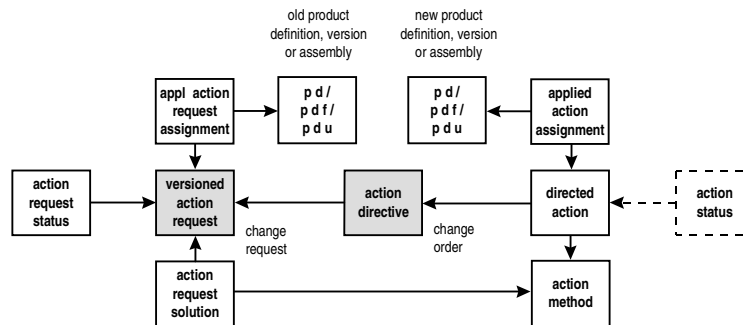 old product
definition, version
or assembly
new product
definition, version
or assembly
appl action
request
assignment
p d /
p d f /
p d u
p d /
p d f /
p d u
applied
action
assignment
action
request
status
versioned
action
request
action
directive
directed
action
action
status
change
request
change
order
action
request
solution
action
method